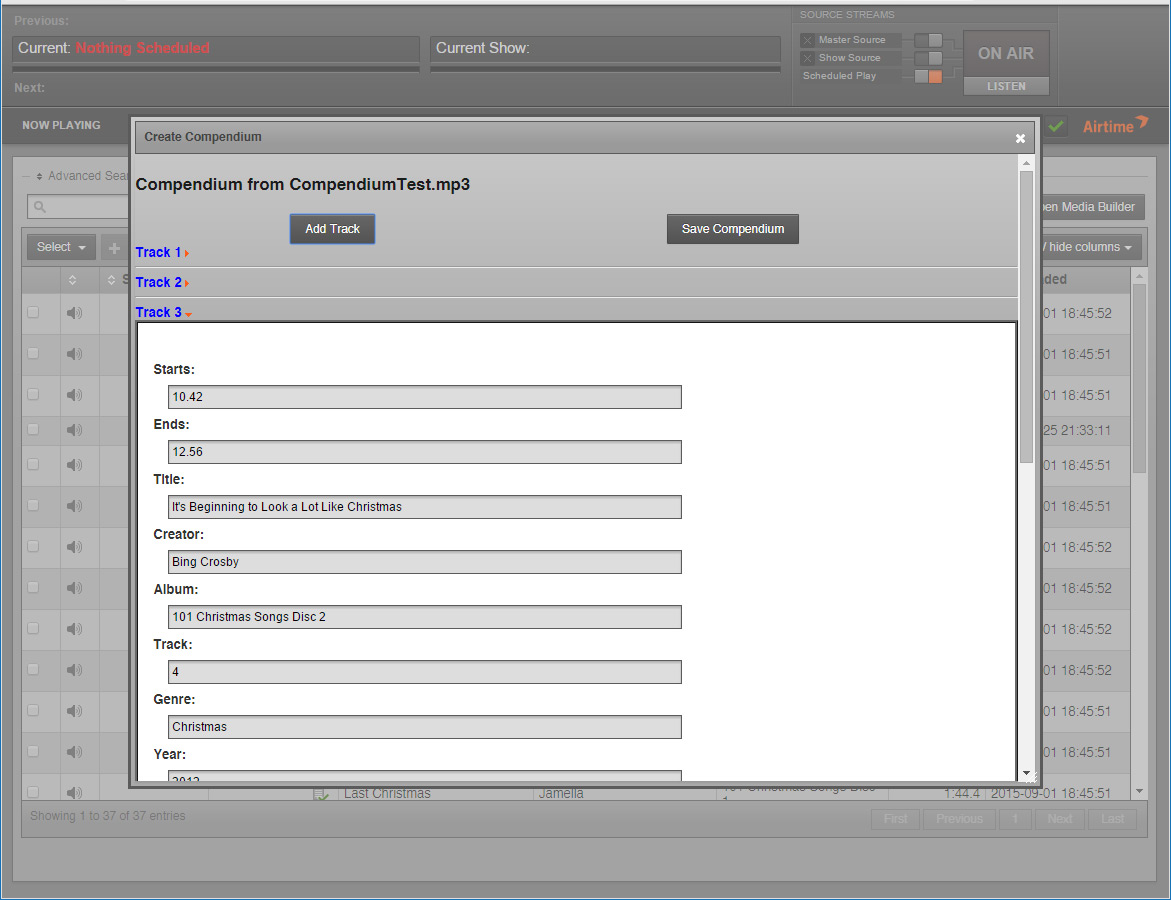 Previous:
Current: Nothing Scheduled
Current Show:
Next:
SOURCE STREAMS
Master Source
Show Source
Scheduled Play
ON AIR
LISTEN
NOW PLAYING
Airtime
Create Compendium
Advanced Sear
Compendium from CompendiumTest.mp3
Add Track
Save Compendium
en Media Builder
Select
/ hide columns
Track 1
Track 2
S
ded
Track 3
01 18:45:52
01 18:45:51
Starts:
10.42
01 18:45:51
Ends:
12.56
25 21:33:11
01 18:45:51
Title:
It's Beginning to Look a Lot Like Christmas
01 18:45:51
Creator:
Bing Crosby
01 18:45:52
Album:
101 Christmas Songs Disc 2
01 18:45:52
01 18:45:52
Track:
4
01 18:45:52
Genre:
Christmas
01 18:45:51
Year:
2012
01 18:45:51
Last Christmas
Jamella
101 Christmas Songs Disc
1:44.4
2015-09-01 18:45:51
Showing 1 to 37 of 37 entries
First
Previous
1
Next
Last